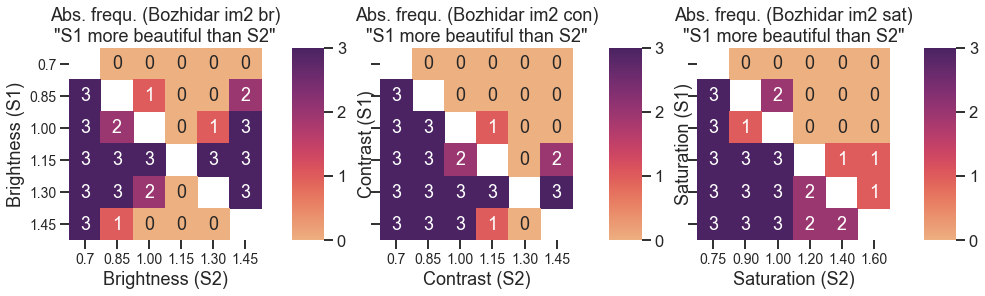 Abs. frequ. (Bozhidar im2 br)
"S1 more beautiful than S2"
Brightness (S1)
0.7 0 0 0 0 0
0.85 3 1 0 0 2
1.00 3 2 0 1 3
1.15 3 3 3 3 3
1.30 3 3 2 0 3
1.45 3 1 0 0 0
0.7 0.85 1.00 1.15 1.30 1.45
Brightness (S2)
3
2
1
0
Abs. frequ. (Bozhidar im2 con)
"S1 more beautiful than S2"
Contrast (S1)
0 0 0 0 0
3 0 0 0 0
3 3 1 0 0
3 3 2 0 2
3 3 3 3 3
3 3 3 1 0
0.7 0.85 1.00 1.15 1.30 1.45
Contrast (S2)
3
2
1
0
Abs. frequ. (Bozhidar im2 sat)
"S1 more beautiful than S2"
Saturation (S1)
0 0 0 0 0
3 2 0 0 0
3 1 0 0 0
3 3 3 1 1
3 3 3 2 1
3 3 3 2 2
0.75 0.90 1.00 1.20 1.40 1.60
Saturation (S2)
3
2
1
0